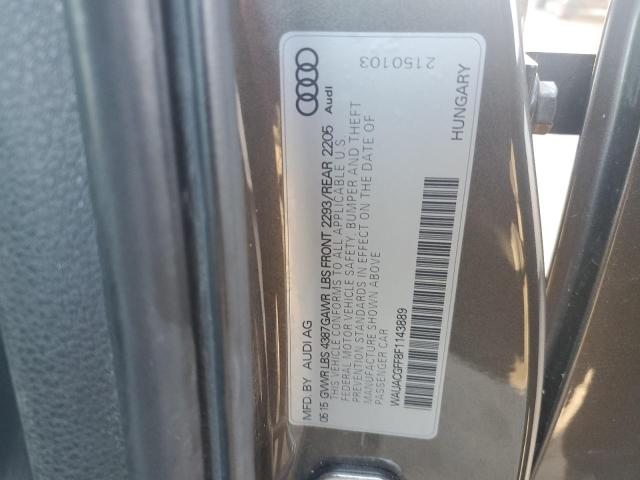 Audi
2150103
MFD. BY AUDI AG
05 15 GVWR LBS 4387 GAWR LBS FRONT 2293/REAR 2205
THIS VEHICLE CONFORMS TO ALL APPLICABLE U S
FEDERAL MOTOR VEHICLE SAFETY, BUMPER AND THEFT
PREVENTION STANDARDS IN EFFECT ON THE DATE OF
MANUFACTURE SHOWN ABOVE
PASSENGER CAR
WAUACGFF8F1143889
HUNGARY